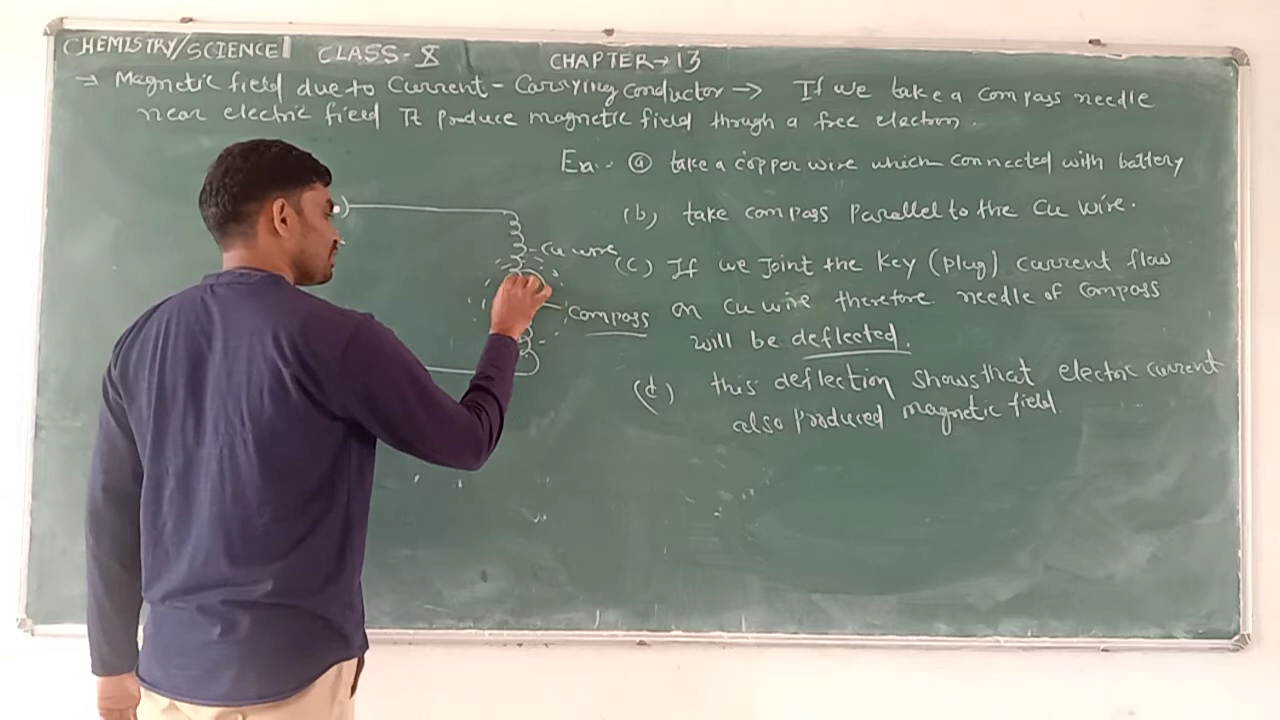 CHEMISTRY/SCIENCE CLASS-X CHAPTER→13
→ Magnetic field due to Current-Carrying conductor → If we take a compass needle
near electric fieed It produce magnetic field though a free electron.
Ex:- (a) take a copper wire which connected with battery
(b) take compass parallel to the Cu wire.
Cu wire
(c) If we Joint the Key (plug) current flow
on Cu wire therefore needle of compass
will be deflected.
Compass
(d) this deflection shows that electric current
also produced magnetic field.